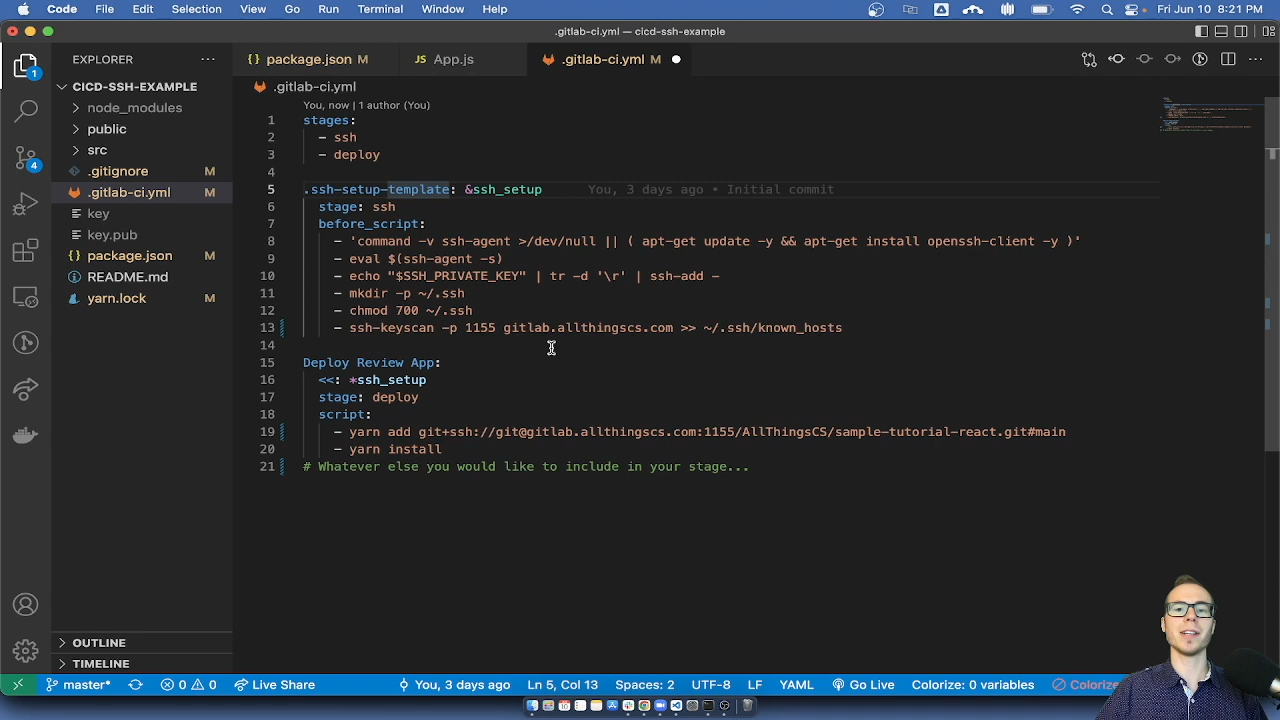 Code File Edit Selection View Go Run Terminal Window Help Fri Jun 10 8:21 PM
.gitlab-ci.yml — cicd-ssh-example
EXPLORER
{ } package.json M JS App.js .gitlab-ci.yml M
CICD-SSH-EXAMPLE
node_modules
public
src
.gitignore M
.gitlab-ci.yml M
key
key.pub
package.json M
README.md
yarn.lock M
OUTLINE
TIMELINE
1
4
.gitlab-ci.yml
You, now | 1 author (You)
1 stages:
2 - ssh
3 - deploy
4
5 .ssh-setup-template: &ssh_setup You, 3 days ago • Initial commit
6 stage: ssh
7 before_script:
8 - 'command -v ssh-agent >/dev/null || ( apt-get update -y && apt-get install openssh-client -y )'
9 - eval $(ssh-agent -s)
10 - echo "$SSH_PRIVATE_KEY" | tr -d '\r' | ssh-add -
11 - mkdir -p ~/.ssh
12 - chmod 700 ~/.ssh
13 - ssh-keyscan -p 1155 gitlab.allthingscs.com >> ~/.ssh/known_hosts
14
15 Deploy Review App:
16 <<: *ssh_setup
17 stage: deploy
18 script:
19 - yarn add git+ssh://git@gitlab.allthingscs.com:1155/AllThingsCS/sample-tutorial-react.git#main
20 - yarn install
21 # Whatever else you would like to include in your stage...
master* 0 0 Live Share You, 3 days ago Ln 5, Col 13 Spaces: 2 UTF-8 LF YAML Go Live Colorize: 0 variables Colorize